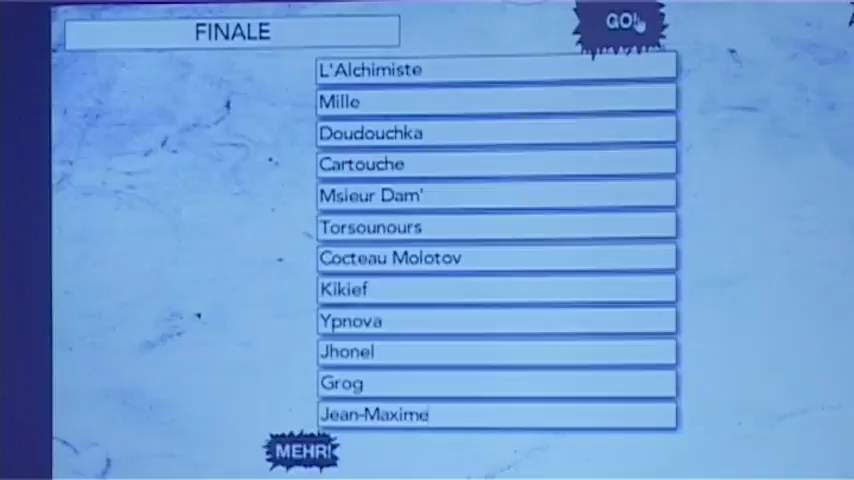 FINALE
GO!
L'Alchimiste
Mille
Doudouchka
Cartouche
Msieur Dam'
Torsounours
Cocteau Molotov
Kikief
Ypnova
Jhonel
Grog
Jean-Maxime
MEHR!